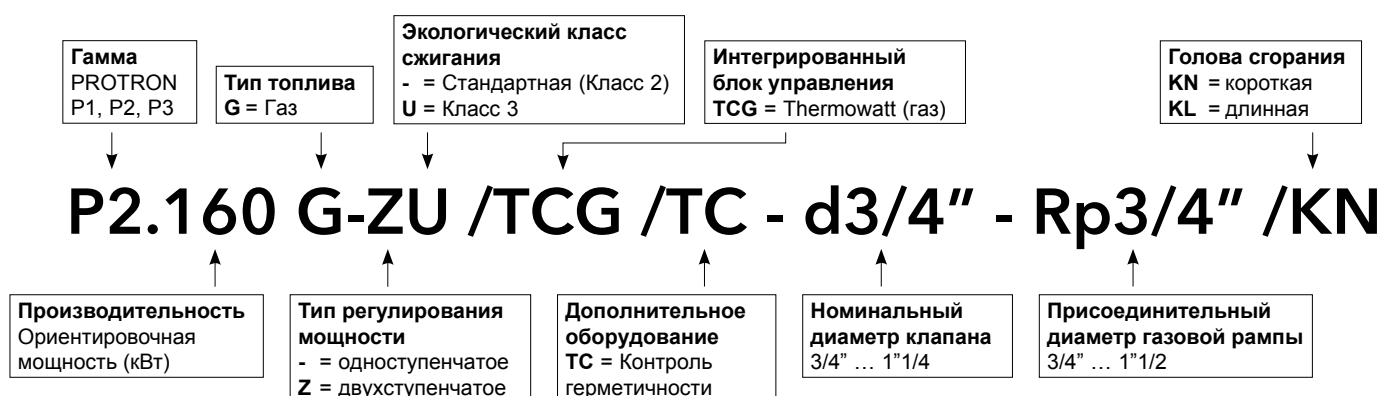 Гамма
PROTRON
P1, P2, P3
Тип топлива
G = Газ
Экологический класс
сжигания
- = Стандартная (Класс 2)
U = Класс 3
Интегрированный
блок управления
TCG = Thermowatt (газ)
Голова сгорания
KN = короткая
KL = длинная
P2.160 G-ZU /TCG /TC - d3/4" - Rp3/4" /KN
Производительность
Ориентировочная
мощность (кВт)
Тип регулирования
мощности
- = одноступенчатое
Z = двухступенчатое
Дополнительное
оборудование
TC = Контроль
герметичности
Номинальный
диаметр клапана
3/4” … 1”1/4
Присоединительный
диаметр газовой рампы
3/4” … 1”1/2